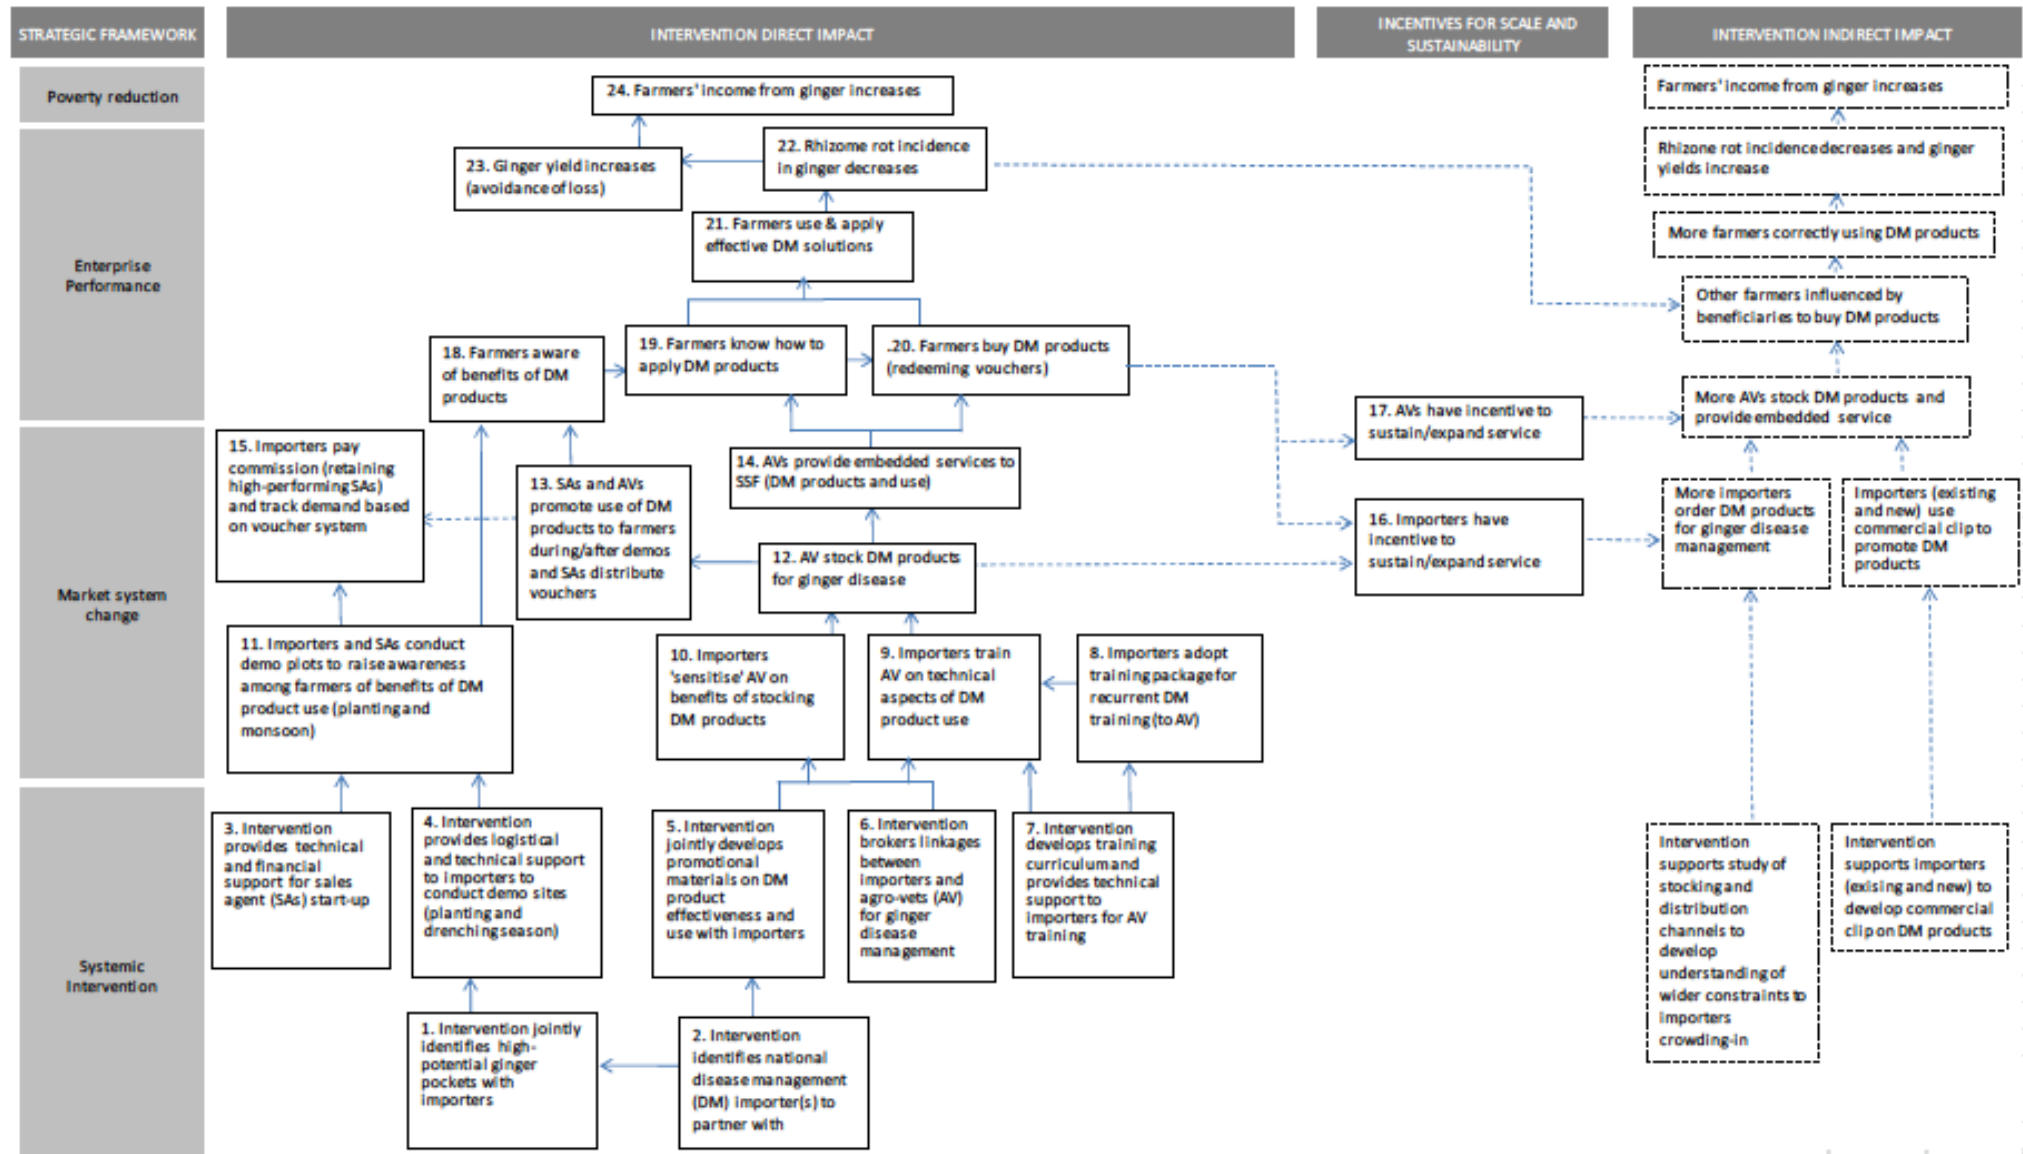 STRATEGIC FRAMEWORK
INTERVENTION DIRECT IMPACT
INCENTIVES FOR SCALE AND
SUSTAINABILITY
INTERVENTION INDIRECT IMPACT
Poverty reduction
24. Farmers' income from ginger increases
Farmers' income from ginger increases
Enterprise
Performance
23. Ginger yield increases
(avoidance of loss)
22. Rhizome rot incidence
in ginger decreases
Rhizone rot incidence decreases and ginger
yields increase
21. Farmers use & apply
effective DM solutions
More farmers correctly using DM products
Other farmers influenced by
beneficiaries to buy DM products
18. Farmers aware
of benefits of DM
products
19. Farmers know how to
apply DM products
.20. Farmers buy DM products
(redeeming vouchers)
17. AVs have incentive to
sustain/expand service
More AVs stock DM products and
provide embedded service
Market system
change
15. Importers pay
commission (retaining
high-performing SAs)
and track demand based
on voucher system
13. SAs and AVs
promote use of DM
products to farmers
during/after demos
and SAs distribute
vouchers
14. AVs provide embedded services to
SSF (DM products and use)
12. AV stock DM products
for ginger disease
16. Importers have
incentive to
sustain/expand service
More importers
order DM products
for ginger disease
management
Importers (existing
and new) use
commercial clip to
promote DM
products
11. Importers and SAs conduct
demo plots to raise awareness
among farmers of benefits of DM
product use (planting and
monsoon)
10. Importers
'sensitise' AV on
benefits of stocking
DM products
9. Importers train
AV on technical
aspects of DM
product use
8. Importers adopt
training package for
recurrent DM
training (to AV)
Systemic
Intervention
3. Intervention
provides technical
and financial
support for sales
agent (SAs) start-up
4. Intervention
provides logistical
and technical support
to importers to
conduct demo sites
(planting and
drenching season)
5. Intervention
jointly develops
promotional
materials on DM
product
effectiveness and
use with importers
6. Intervention
brokers linkages
between
importers and
agro-vets (AV)
for ginger
disease
management
7. Intervention
develops training
curriculum and
provides technical
support to
importers for AV
training
Intervention
supports study of
stocking and
distribution
channels to
develop
understanding of
wider constraints to
importers
crowding-in
Intervention
supports importers
(exising and new) to
develop commercial
clip on DM products
1. Intervention jointly
identifies high-
potential ginger
pockets with
importers
2. Intervention
identifies national
disease management
(DM) importer(s) to
partner with